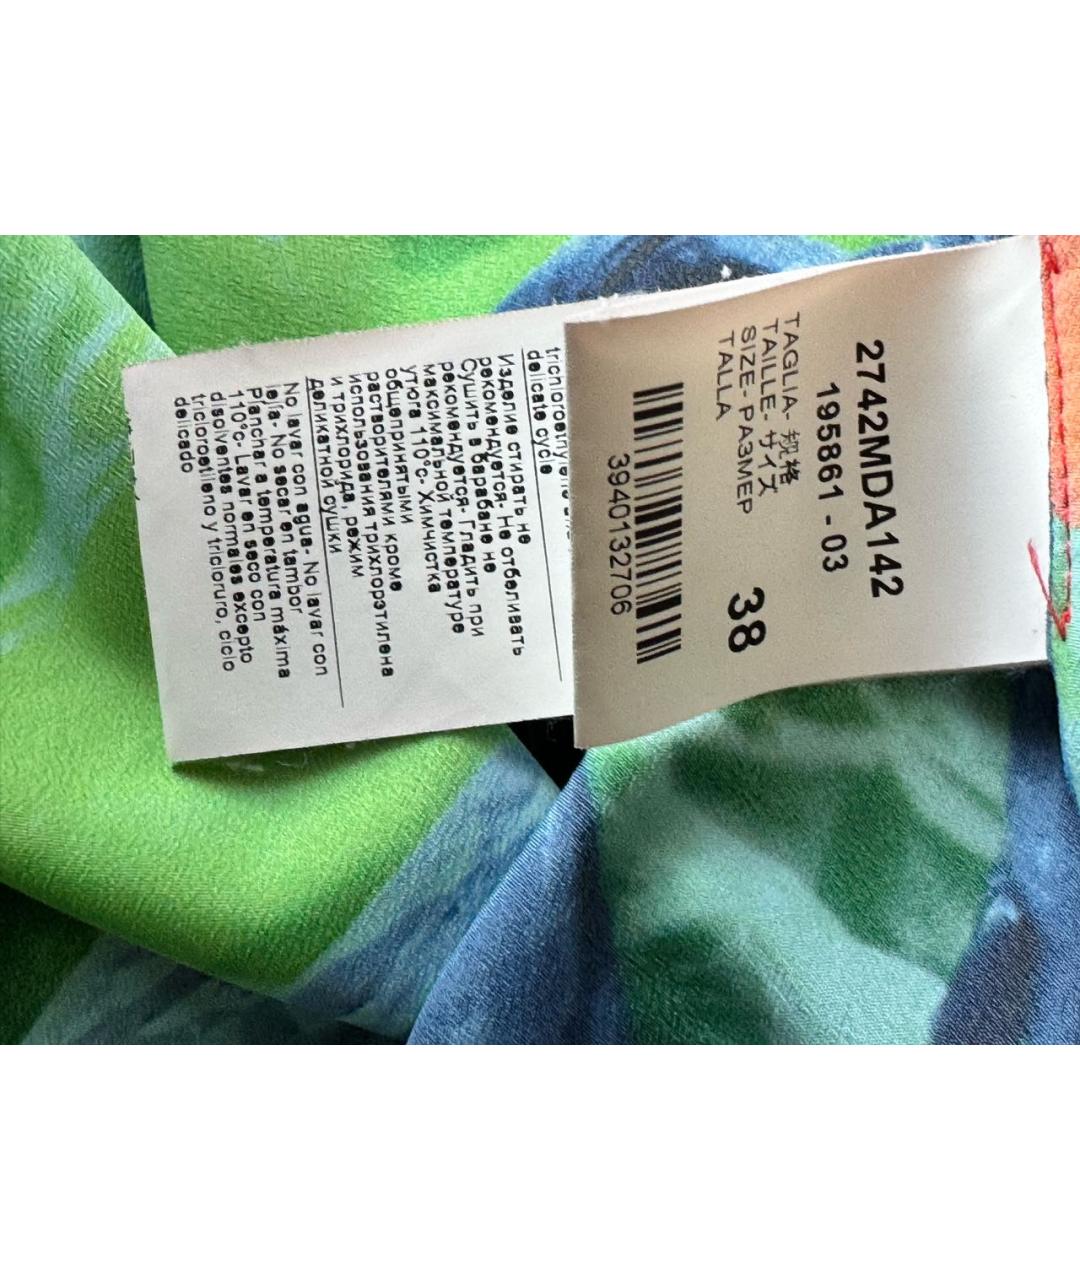 2742MDA142
195861 - 03
TAGLIA- 规格
TAILLE- サイズ
SIZE- РАЗМЕР
TALLA
38
3940132706
delicate cycle
Изделие стирать не
рекомендуется- Не отбеливать
Сушить в барабане не
рекомендуется- Гладить при
максимальной температуре
утюга 110°с- Химчистка
общепринятыми
растворителями кроме
использования трихлорэтилена
и трихлорида, режим
деликатной сушки
No lavar con agua- No lavar con
lejía- No secar en tambor
Planchar a temperatura máxima
110°c- Lavar en seco con
disolventes normales excepto
tricloroetileno y tricloruro, ciclo
delicado